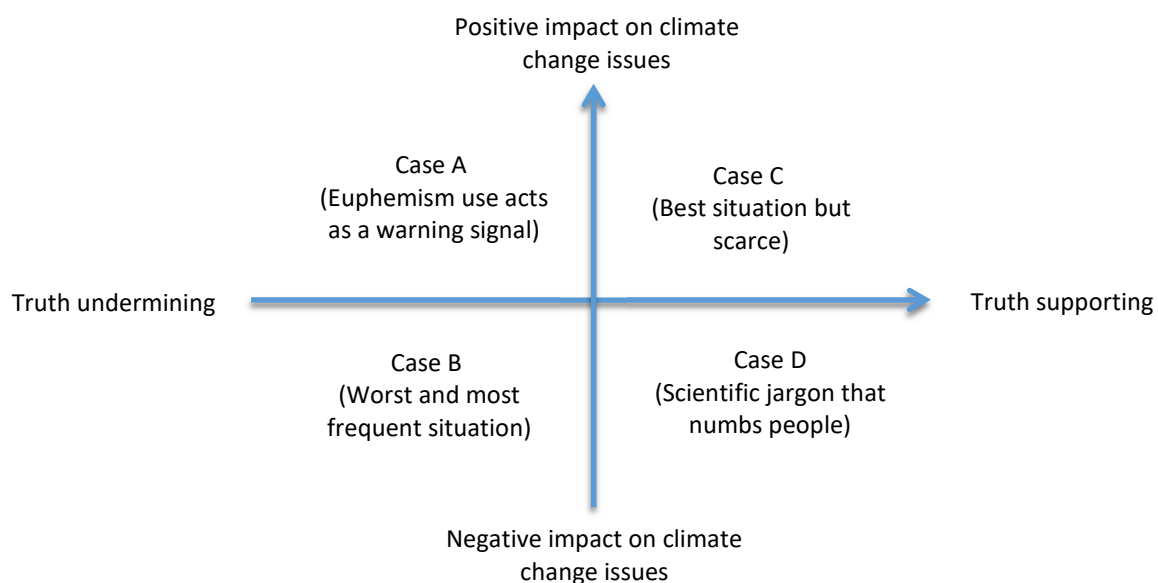 Positive impact on climate
change issues
Case A
(Euphemism use acts
as a warning signal)
Case C
(Best situation but
scarce)
Truth undermining
Truth supporting
Case B
(Worst and most
frequent situation)
Case D
(Scientific jargon that
numbs people)
Negative impact on climate
change issues